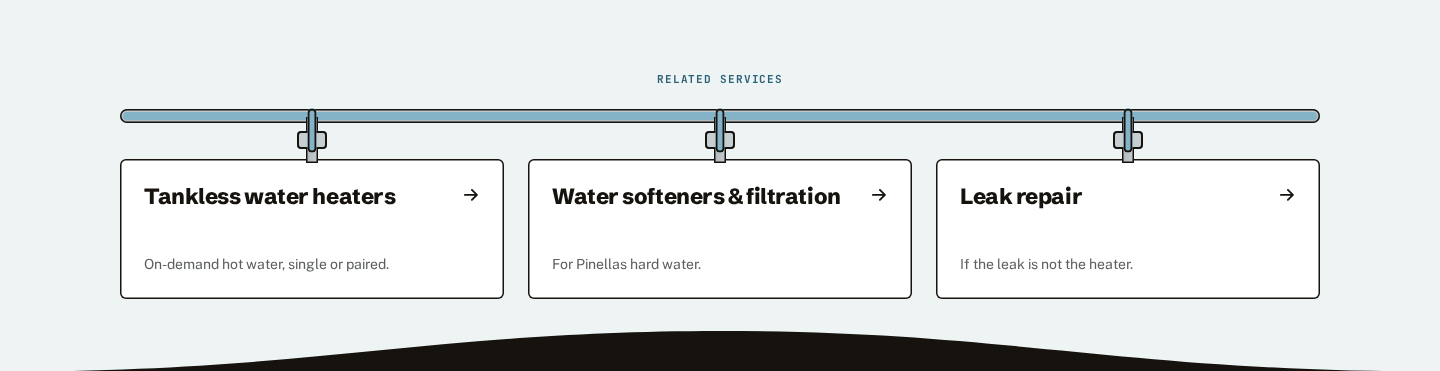 RELATED SERVICES
Tankless water heaters →
Water softeners & filtration →
Leak repair →
On-demand hot water, single or paired.
For Pinellas hard water.
If the leak is not the heater.